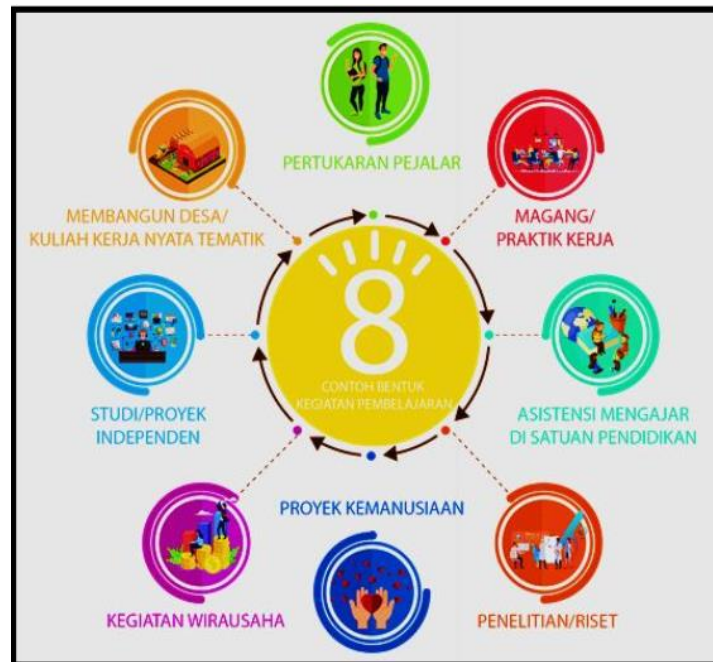 PERTUKARAN PEJALAR
MAGANG/
PRAKTIK KERJA
ASISTENSI MENGAJAR
DI SATUAN PENDIDIKAN
PENELITIAN/RISET
PROYEK KEMANUSIAAN
KEGIATAN WIRAUSAHA
STUDI/PROYEK
INDEPENDEN
MEMBANGUN DESA/
KULIAH KERJA NYATA TEMATIK
8
CONTOH BENTUK
KEGIATAN PEMBELAJARAN